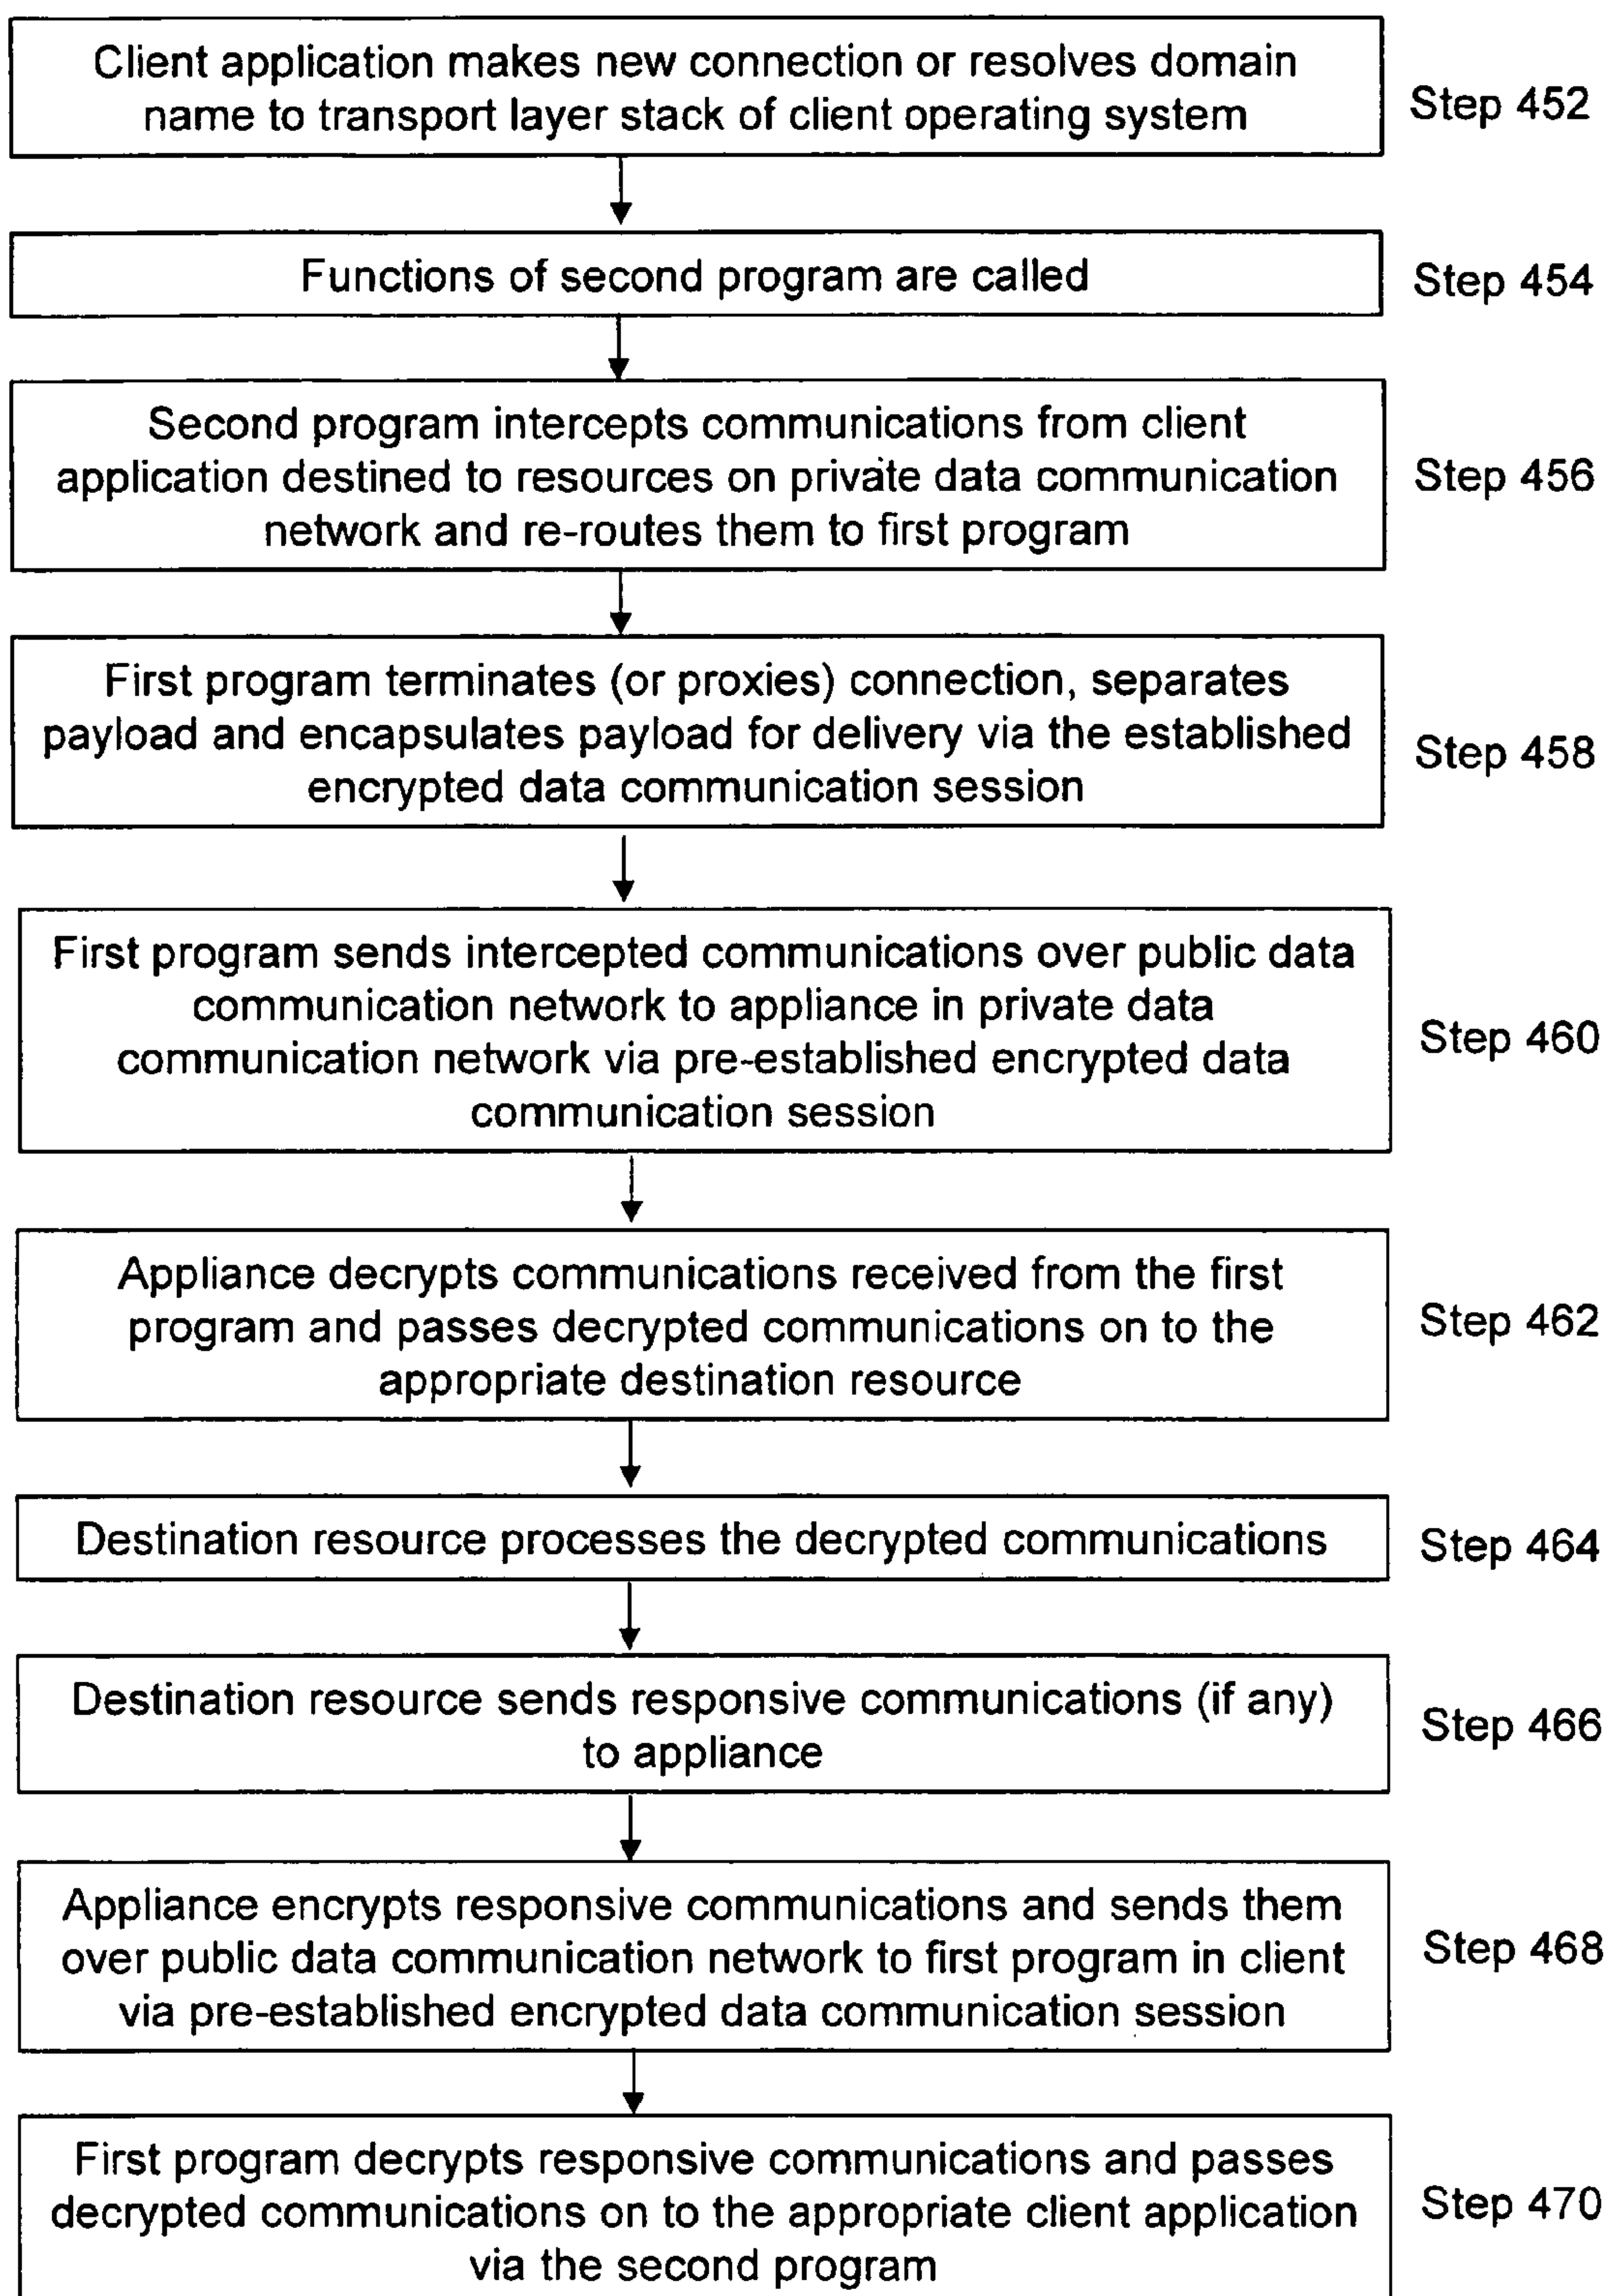 Client application makes new connection or resolves domain
name to transport layer stack of client operating system
Step 452
Functions of second program are called
Step 454
Second program intercepts communications from client
application destined to resources on private data communication
network and re-routes them to first program
Step 456
First program terminates (or proxies) connection, separates
payload and encapsulates payload for delivery via the established
encrypted data communication session
Step 458
First program sends intercepted communications over public data
communication network to appliance in private data
communication network via pre-established encrypted data
communication session
Step 460
Appliance decrypts communications received from the first
program and passes decrypted communications on to the
appropriate destination resource
Step 462
Destination resource processes the decrypted communications
Step 464
Destination resource sends responsive communications (if any)
to appliance
Step 466
Appliance encrypts responsive communications and sends them
over public data communication network to first program in client
via pre-established encrypted data communication session
Step 468
First program decrypts responsive communications and passes
decrypted communications on to the appropriate client application
via the second program
Step 470